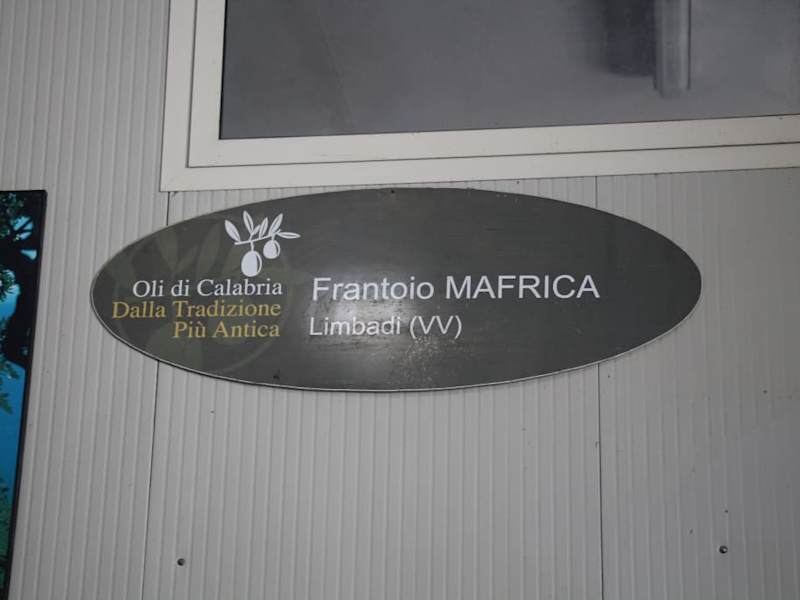 Oli di Calabria
Dalla Tradizione
Più Antica
Frantoio MAFRICA
Limbadi (VV)